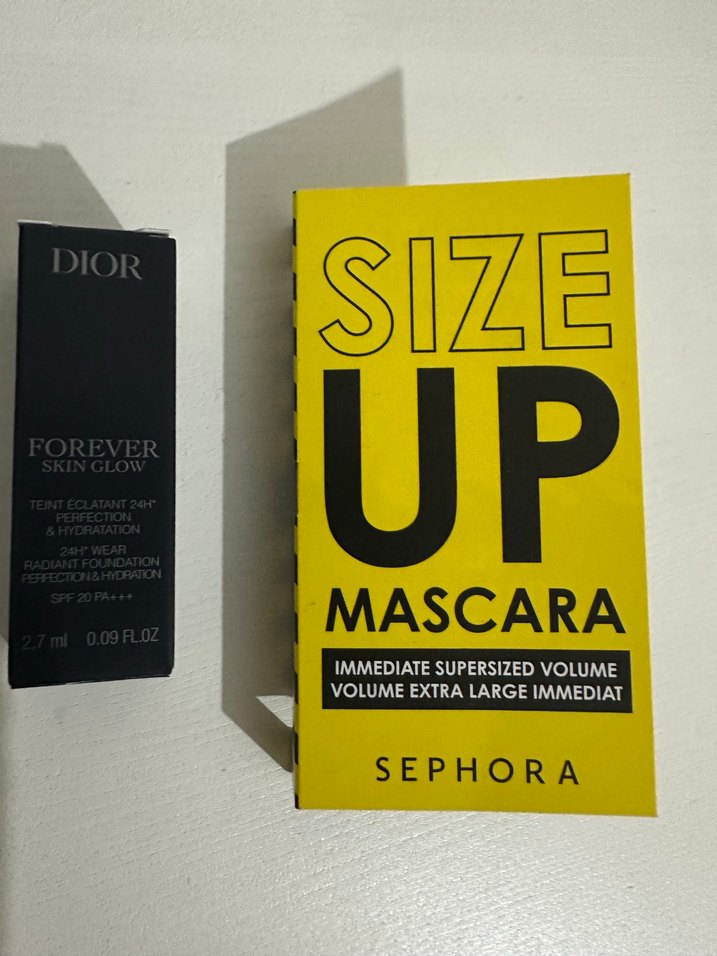 DIOR
FOREVER
SKIN GLOW
TEINT ÉCLATANT 24H*
PERFECTION
& HYDRATATION
24H* WEAR
RADIANT FOUNDATION
PERFECTION & HYDRATION
SPF 20 PA+++
2,7 ml 0.09 FL.OZ
SIZE
UP
MASCARA
IMMEDIATE SUPERSIZED VOLUME
VOLUME EXTRA LARGE IMMEDIAT
SEPHORA